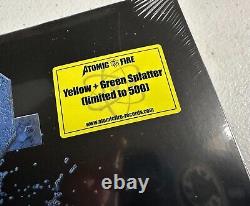 ATOMIC FIRE
Yellow + Green Splatter
(limited to 500)
www.atomicfire-records.com